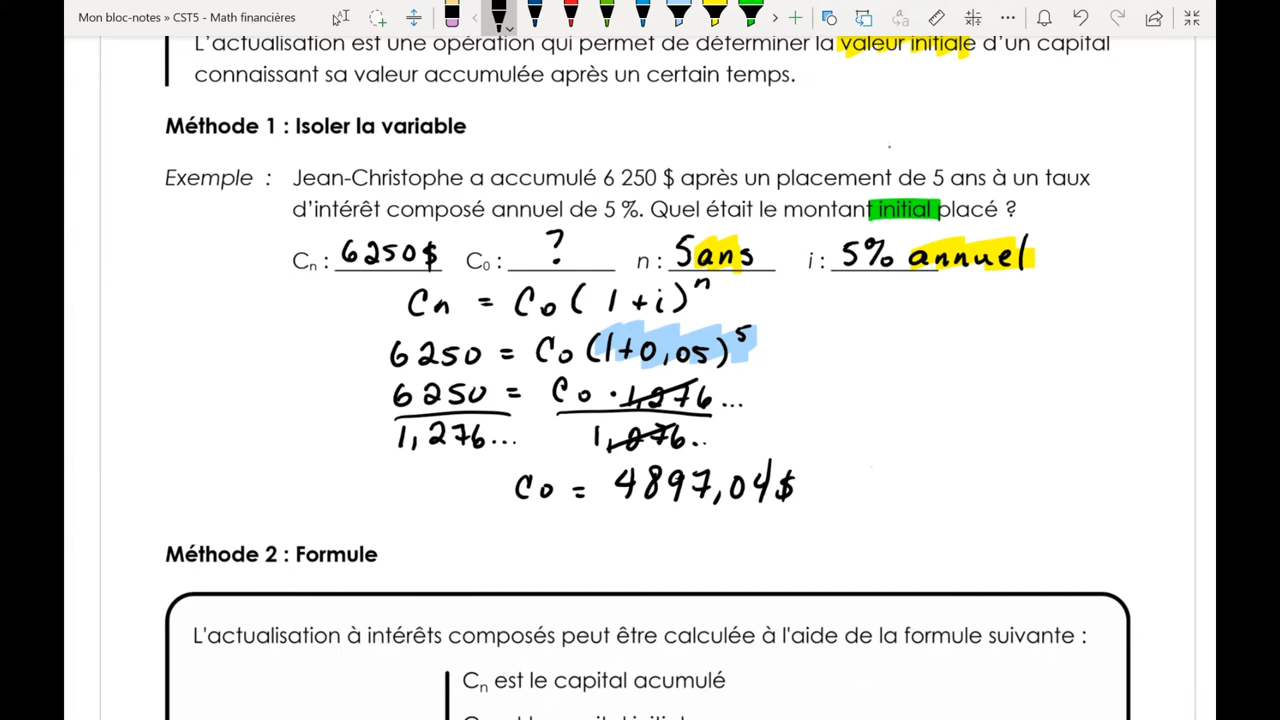 Mon bloc-notes » CST5 - Math financières
L'actualisation est une opération qui permet de déterminer la valeur initiale d'un capital
connaissant sa valeur accumulée après un certain temps.
Méthode 1 : Isoler la variable
Exemple : Jean-Christophe a accumulé 6 250 $ après un placement de 5 ans à un taux
d'intérêt composé annuel de 5 %. Quel était le montant initial placé ?
Cn : 6250$ C0 : ? n : 5 ans i : 5% annuel
Cn = Co ( 1 + i )^n
6250 = Co (1+0,05)^5
6250 = Co · 1,276 ...
1,276... 1,276..
Co = 4897,04$
Méthode 2 : Formule
L'actualisation à intérêts composés peut être calculée à l'aide de la formule suivante :
Cn est le capital acumulé